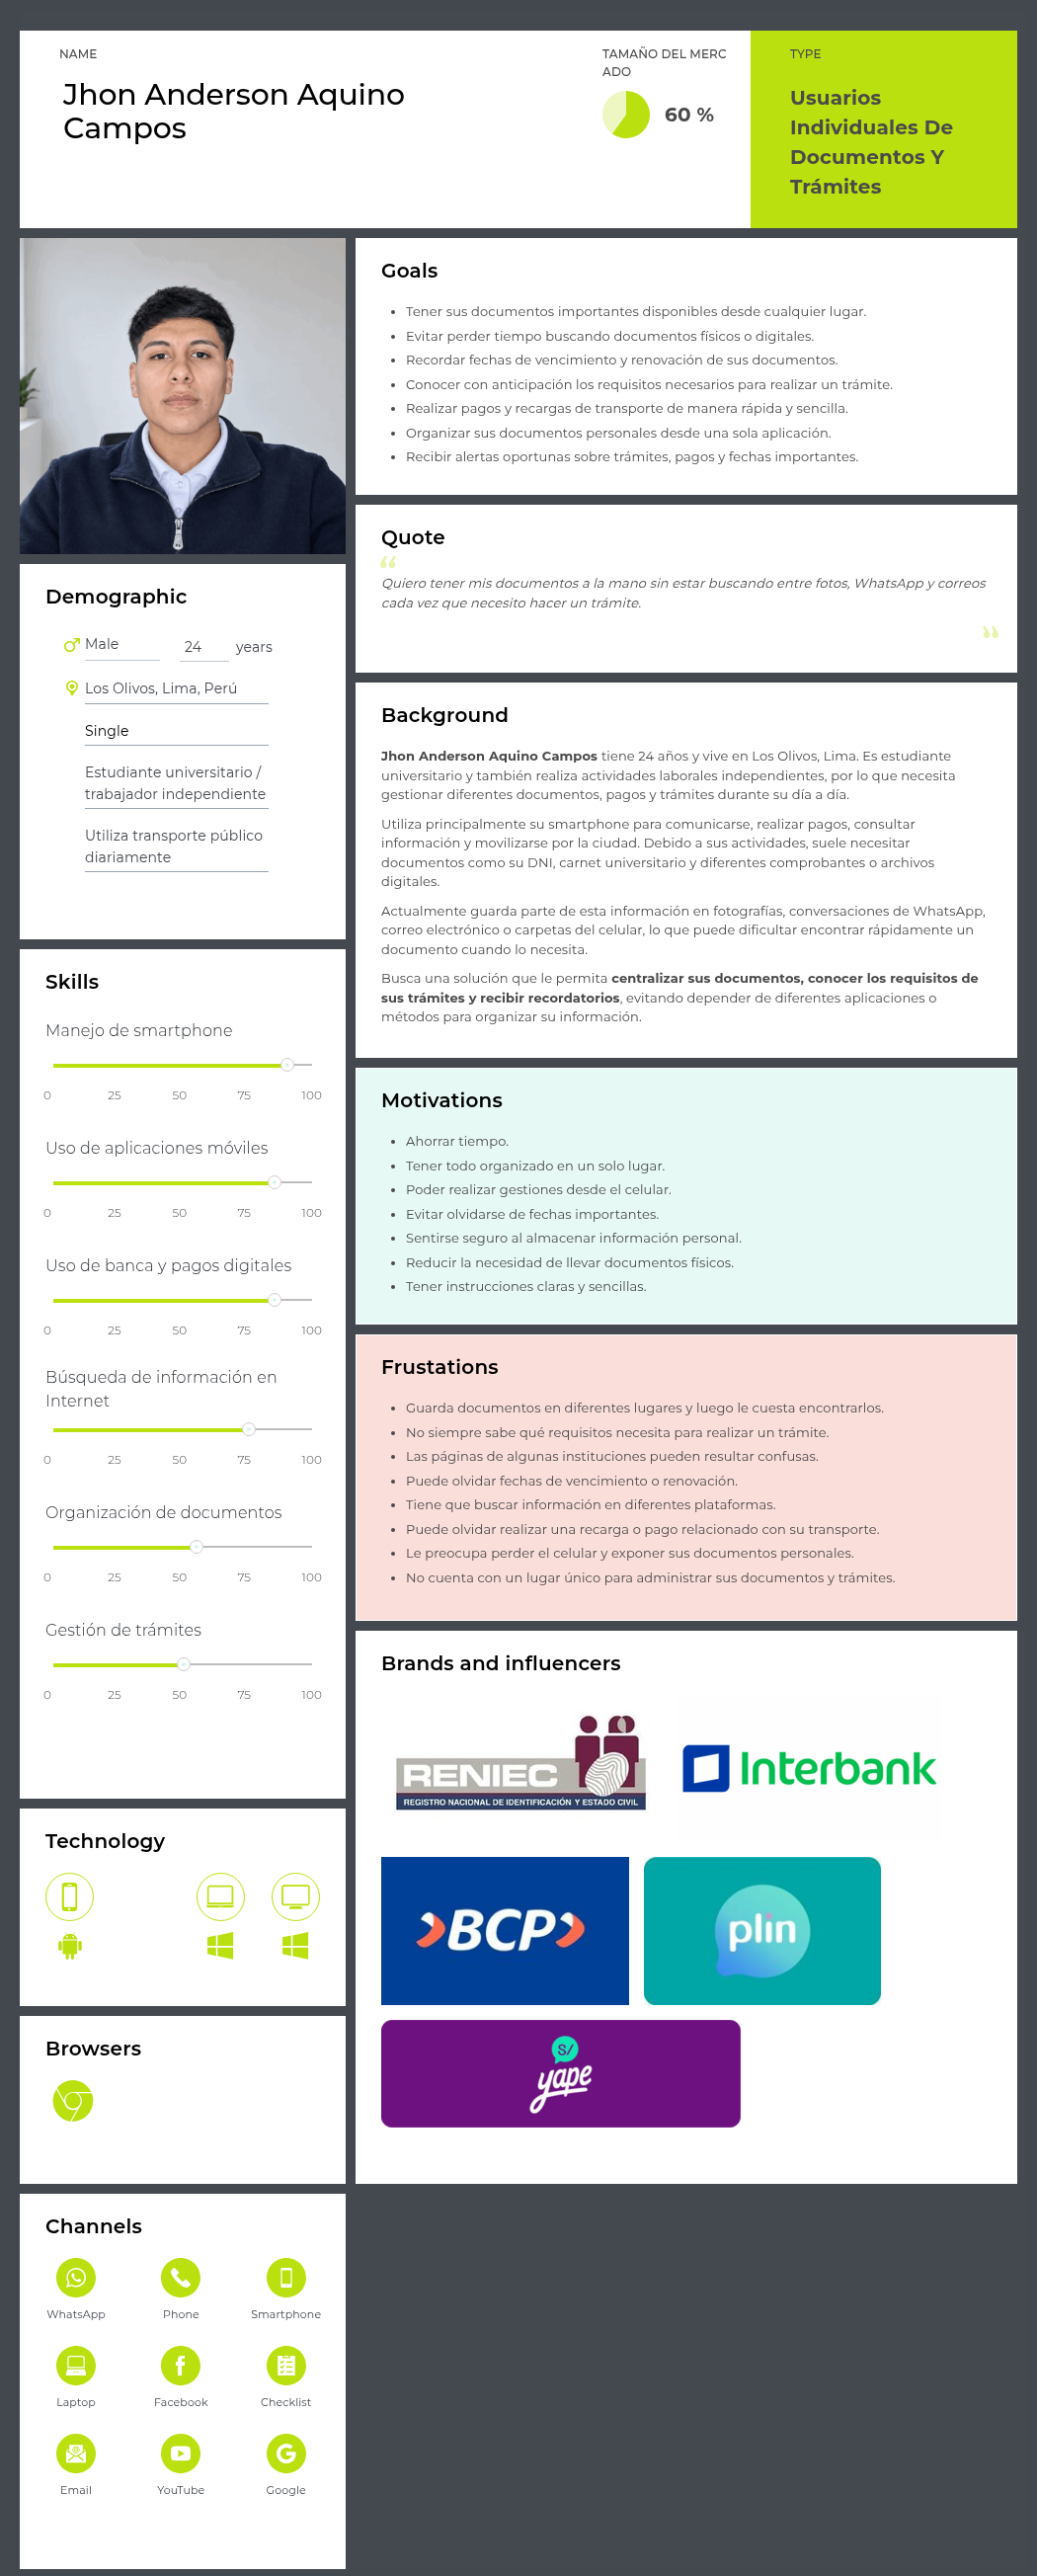 NAME
Jhon Anderson Aquino
Campos
TAMAÑO DEL MERC
ADO
60 %
TYPE
Usuarios
Individuales De
Documentos Y
Trámites
Goals
Tener sus documentos importantes disponibles desde cualquier lugar.
Evitar perder tiempo buscando documentos físicos o digitales.
Recordar fechas de vencimiento y renovación de sus documentos.
Conocer con anticipación los requisitos necesarios para realizar un trámite.
Realizar pagos y recargas de transporte de manera rápida y sencilla.
Organizar sus documentos personales desde una sola aplicación.
Recibir alertas oportunas sobre trámites, pagos y fechas importantes.
Quote
Quiero tener mis documentos a la mano sin estar buscando entre fotos, WhatsApp y correos
cada vez que necesito hacer un trámite.
Demographic
Male 24 years
Los Olivos, Lima, Perú
Single
Estudiante universitario /
trabajador independiente
Utiliza transporte público
diariamente
Background
Jhon Anderson Aquino Campos tiene 24 años y vive en Los Olivos, Lima. Es estudiante
universitario y también realiza actividades laborales independientes, por lo que necesita
gestionar diferentes documentos, pagos y trámites durante su día a día.
Utiliza principalmente su smartphone para comunicarse, realizar pagos, consultar
información y movilizarse por la ciudad. Debido a sus actividades, suele necesitar
documentos como su DNI, carnet universitario y diferentes comprobantes o archivos
digitales.
Actualmente guarda parte de esta información en fotografías, conversaciones de WhatsApp,
correo electrónico o carpetas del celular, lo que puede dificultar encontrar rápidamente un
documento cuando lo necesita.
Busca una solución que le permita centralizar sus documentos, conocer los requisitos de
sus trámites y recibir recordatorios, evitando depender de diferentes aplicaciones o
métodos para organizar su información.
Skills
Manejo de smartphone
0 25 50 75 100
Uso de aplicaciones móviles
0 25 50 75 100
Uso de banca y pagos digitales
0 25 50 75 100
Búsqueda de información en
Internet
0 25 50 75 100
Organización de documentos
0 25 50 75 100
Gestión de trámites
0 25 50 75 100
Motivations
Ahorrar tiempo.
Tener todo organizado en un solo lugar.
Poder realizar gestiones desde el celular.
Evitar olvidarse de fechas importantes.
Sentirse seguro al almacenar información personal.
Reducir la necesidad de llevar documentos físicos.
Tener instrucciones claras y sencillas.
Frustations
Guarda documentos en diferentes lugares y luego le cuesta encontrarlos.
No siempre sabe qué requisitos necesita para realizar un trámite.
Las páginas de algunas instituciones pueden resultar confusas.
Puede olvidar fechas de vencimiento o renovación.
Tiene que buscar información en diferentes plataformas.
Puede olvidar realizar una recarga o pago relacionado con su transporte.
Le preocupa perder el celular y exponer sus documentos personales.
No cuenta con un lugar único para administrar sus documentos y trámites.
Brands and influencers
RENIEC
REGISTRO NACIONAL DE IDENTIFICACIÓN Y ESTADO CIVIL
Interbank
BCP
plin
S/
yape
Technology
Browsers
Channels
WhatsApp Phone Smartphone
Laptop Facebook Checklist
Email YouTube Google